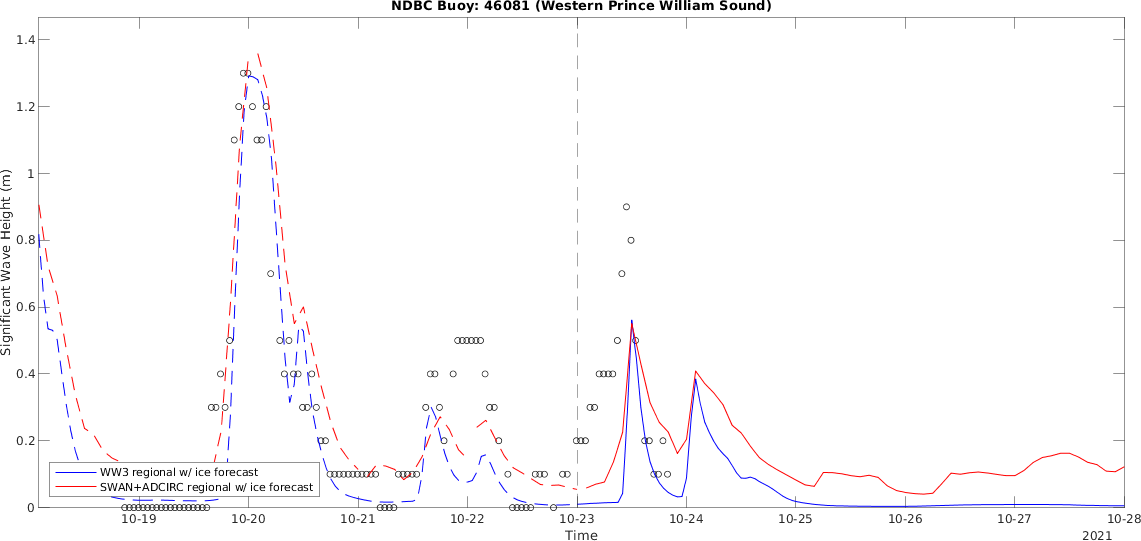 NDBC Buoy: 46081 (Western Prince William Sound)
1.4
1.2
1
0.8
0.6
0.4
0.2
0
Significant Wave Height (m)
WW3 regional w/ ice forecast
SWAN+ADCIRC regional w/ ice forecast
10-19 10-20 10-21 10-22 10-23 10-24 10-25 10-26 10-27 10-28
Time
2021